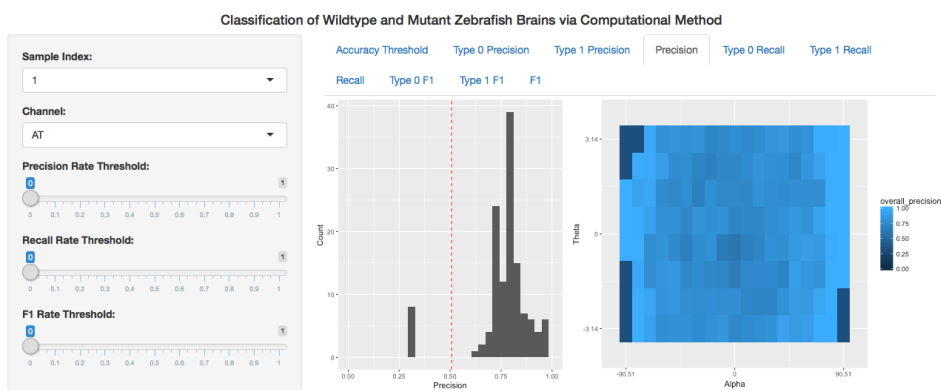 Classification of Wildtype and Mutant Zebrafish Brains via Computational Method
Sample Index:
1
Channel:
AT
Precision Rate Threshold:
0 1
0 0.1 0.2 0.3 0.4 0.5 0.6 0.7 0.8 0.9 1
Recall Rate Threshold:
0 1
0 0.1 0.2 0.3 0.4 0.5 0.6 0.7 0.8 0.9 1
F1 Rate Threshold:
0 1
0 0.1 0.2 0.3 0.4 0.5 0.6 0.7 0.8 0.9 1
Accuracy Threshold Type 0 Precision Type 1 Precision Precision Type 0 Recall Type 1 Recall
Recall Type 0 F1 Type 1 F1 F1
40
30
20
10
0
Count
0.00 0.25 0.50 0.75 1.00
Precision
3.14
0
-3.14
Theta
-90.51 0 90.51
Alpha
overall_precision
1.00
0.75
0.50
0.25
0.00